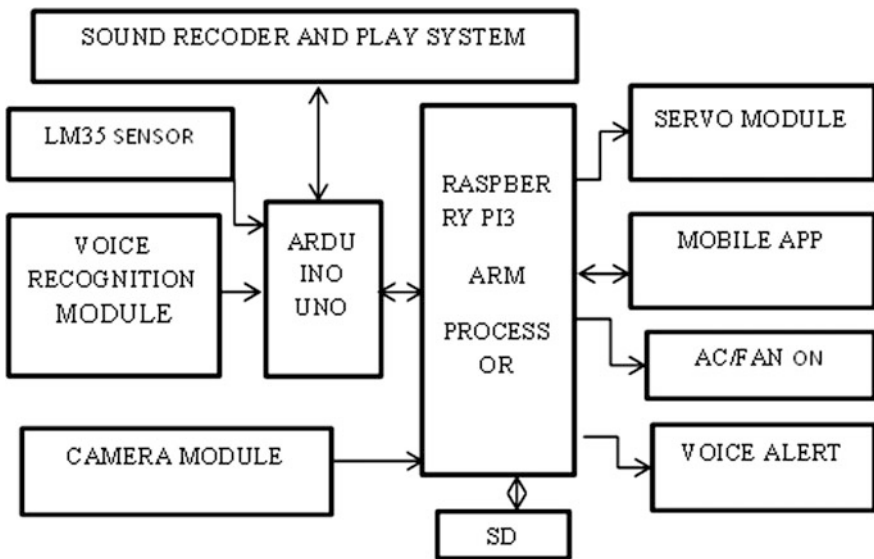 SOUND RECODER AND PLAY SYSTEM
LM35 SENSOR
VOICE
RECOGNITION
MODULE
ARDU
INO
UNO
CAMERA MODULE
RASPBER
RY PI3
ARM
PROCESS
OR
SD
SERVO MODULE
MOBILE APP
AC/FAN ON
VOICE ALERT